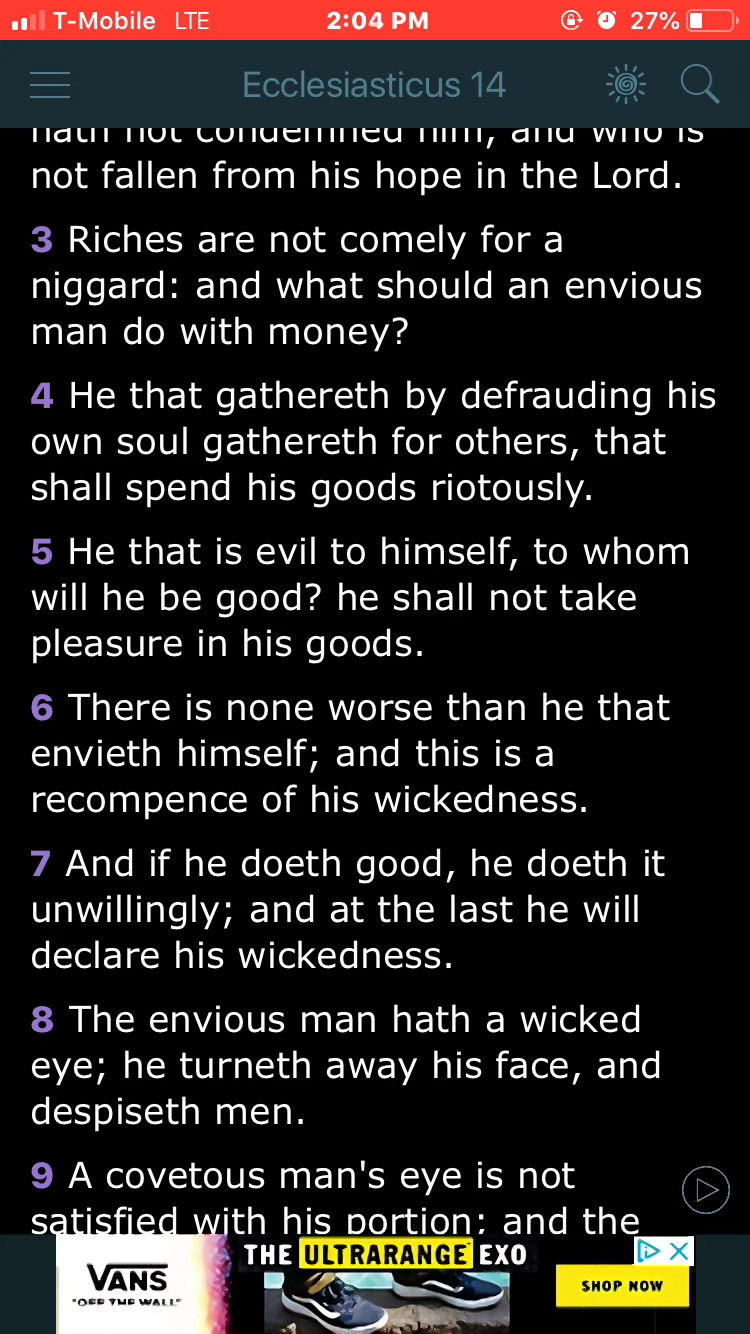 T-Mobile LTE 2:04 PM 27%
Ecclesiasticus 14
hath not condemned him, and who is
not fallen from his hope in the Lord.
3 Riches are not comely for a
niggard: and what should an envious
man do with money?
4 He that gathereth by defrauding his
own soul gathereth for others, that
shall spend his goods riotously.
5 He that is evil to himself, to whom
will he be good? he shall not take
pleasure in his goods.
6 There is none worse than he that
envieth himself; and this is a
recompence of his wickedness.
7 And if he doeth good, he doeth it
unwillingly; and at the last he will
declare his wickedness.
8 The envious man hath a wicked
eye; he turneth away his face, and
despiseth men.
9 A covetous man's eye is not
satisfied with his portion; and the
THE ULTRARANGE EXO
VANS
"OFF THE WALL"
SHOP NOW